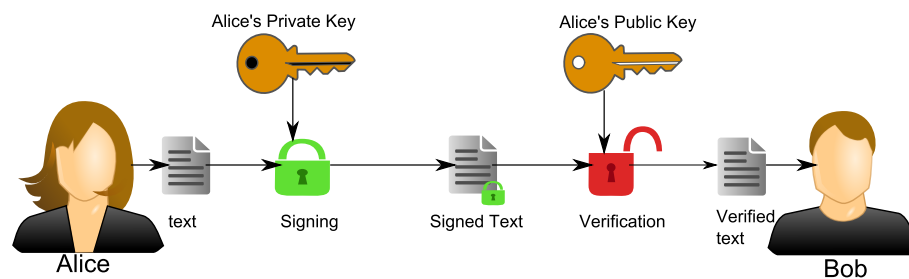 Alice's Private Key
Alice's Public Key
text
Signing
Signed Text
Verification
Verified
text
Alice
Bob